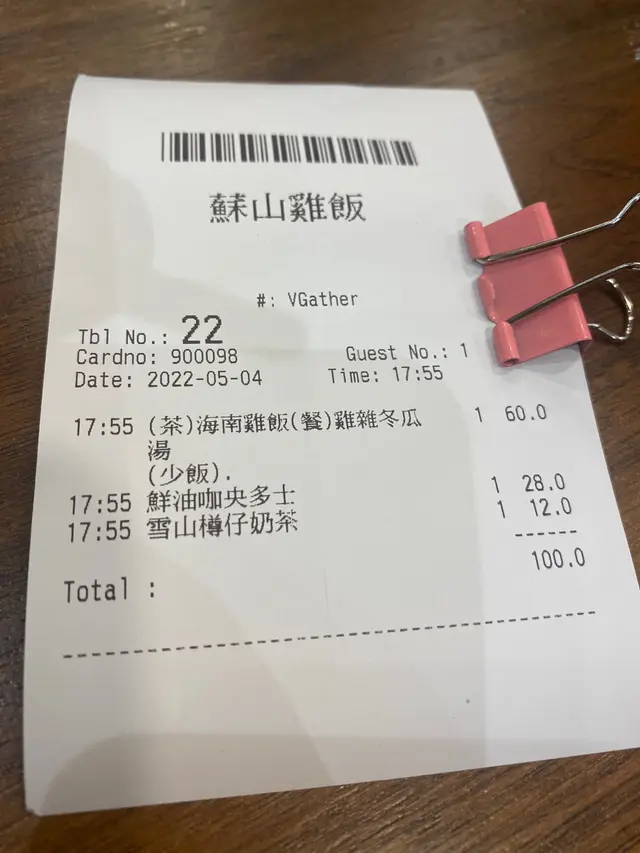 蘇山雞飯
#: VGather
Tbl No.: 22
Cardno: 900098 Guest No.: 1
Date: 2022-05-04 Time: 17:55
17:55 (茶)海南雞飯(餐)雞雜冬瓜 1 60.0
湯
(少飯).
17:55 鮮油咖央多士 1 28.0
17:55 雪山樽仔奶茶 1 12.0
------
100.0
Total :